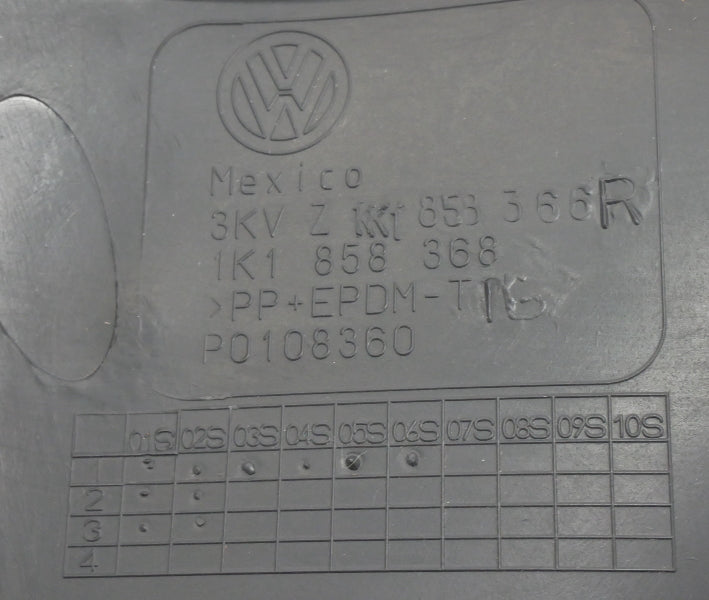 Mexico
3KV Z 1K1 858 366 R
1K1 858 368
>PP+EPDM-T
P0108360
01S 02S 03S 04S 05S 06S 07S 08S 09S 10S
2
3
4